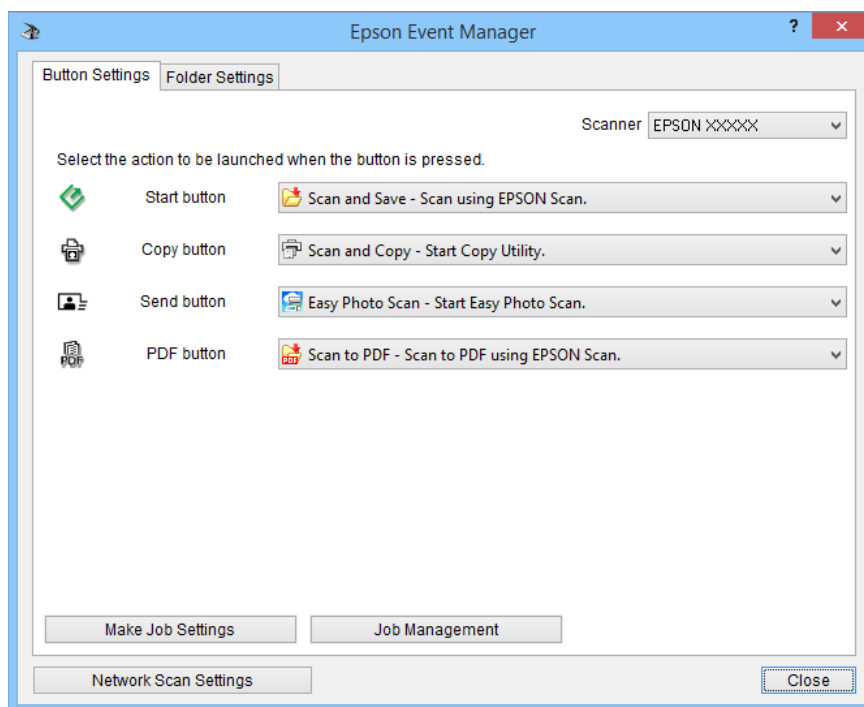 Epson Event Manager
Button Settings Folder Settings
Scanner EPSON XXXXX
Select the action to be launched when the button is pressed.
Start button Scan and Save - Scan using EPSON Scan.
Copy button Scan and Copy - Start Copy Utility.
Send button Easy Photo Scan - Start Easy Photo Scan.
PDF PDF button PDF Scan to PDF - Scan to PDF using EPSON Scan.
Make Job Settings Job Management
Network Scan Settings Close